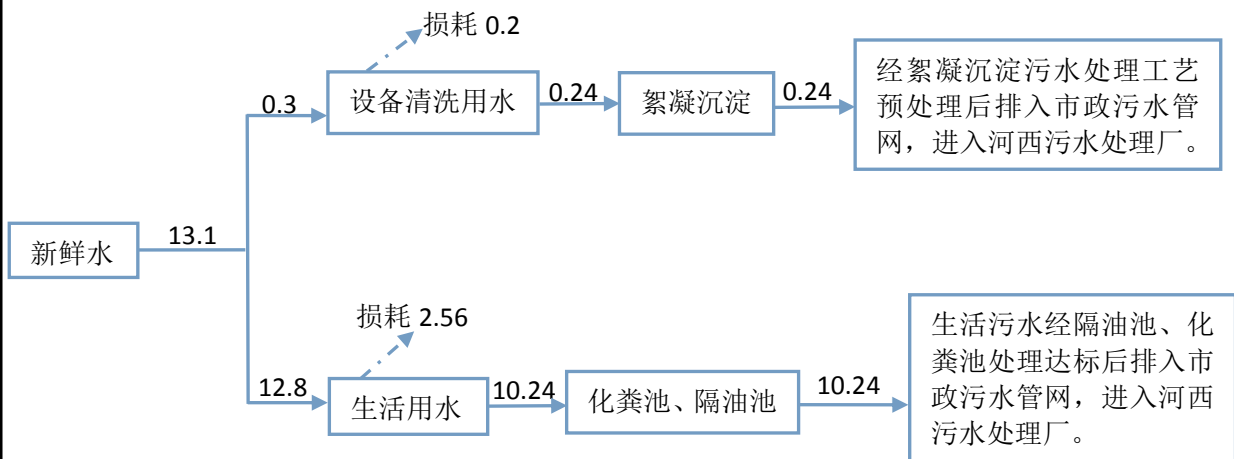 损耗 0.2
0.3
设备清洗用水
0.24
絮凝沉淀
0.24
经絮凝沉淀污水处理工艺
预处理后排入市政污水管
网，进入河西污水处理厂。
新鲜水
13.1
损耗 2.56
12.8
生活用水
10.24
化粪池、隔油池
10.24
生活污水经隔油池、化
粪池处理达标后排入市
政污水管网，进入河西
污水处理厂。